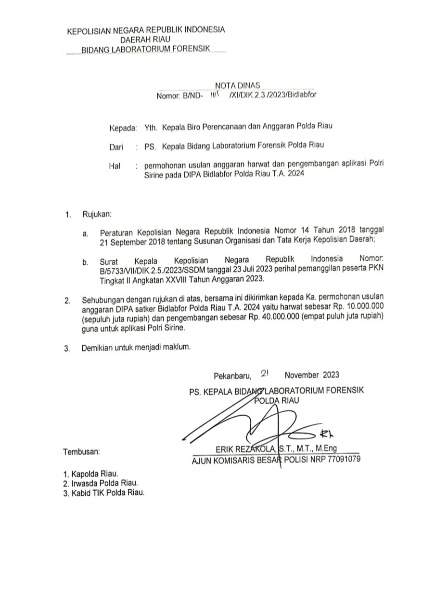 KEPOLISIAN NEGARA REPUBLIK INDONESIA
DAERAH RIAU
BIDANG LABORATORIUM FORENSIK
NOTA DINAS
Nomor: B/ND- /XI/DIK.2.3./2023/Bidlabfor
Kepada: Yth. Kepala Biro Perencanaan dan Anggaran Polda Riau
Dari : PS. Kepala Bidang Laboratorium Forensik Polda Riau
Hal : permohonan usulan anggaran harwat dan pengembangan aplikasi Polri
Sirine pada DIPA Bidlabfor Polda Riau T.A. 2024
1. Rujukan:
a. Peraturan Kepolisian Negara Republik Indonesia Nomor 14 Tahun 2018 tanggal
21 September 2018 tentang Susunan Organisasi dan Tata Kerja Kepolisian Daerah;
b. Surat Kepala Kepolisian Negara Republik Indonesia Nomor:
B/5733/VII/DIK.2.5./2023/SSDM tanggal 23 Juli 2023 perihal pemanggilan peserta PKN
Tingkat II Angkatan XXVIII Tahun Anggaran 2023.
2. Sehubungan dengan rujukan di atas, bersama ini dikirimkan kepada Ka. permohonan usulan
anggaran DIPA satker Bidlabfor Polda Riau T.A. 2024 yaitu harwat sebesar Rp. 10.000.000
(sepuluh juta rupiah) dan pengembangan sebesar Rp. 40.000.000 (empat puluh juta rupiah)
guna untuk aplikasi Polri Sirine.
3. Demikian untuk menjadi maklum.
Pekanbaru, 21 November 2023
PS. KEPALA BIDANG LABORATORIUM FORENSIK
POLDA RIAU
ERIK REZAKOLA, S.T., M.T., M.Eng
AJUN KOMISARIS BESAR POLISI NRP 77091079
Tembusan:
1. Kapolda Riau.
2. Irwasda Polda Riau.
3. Kabid TIK Polda Riau.